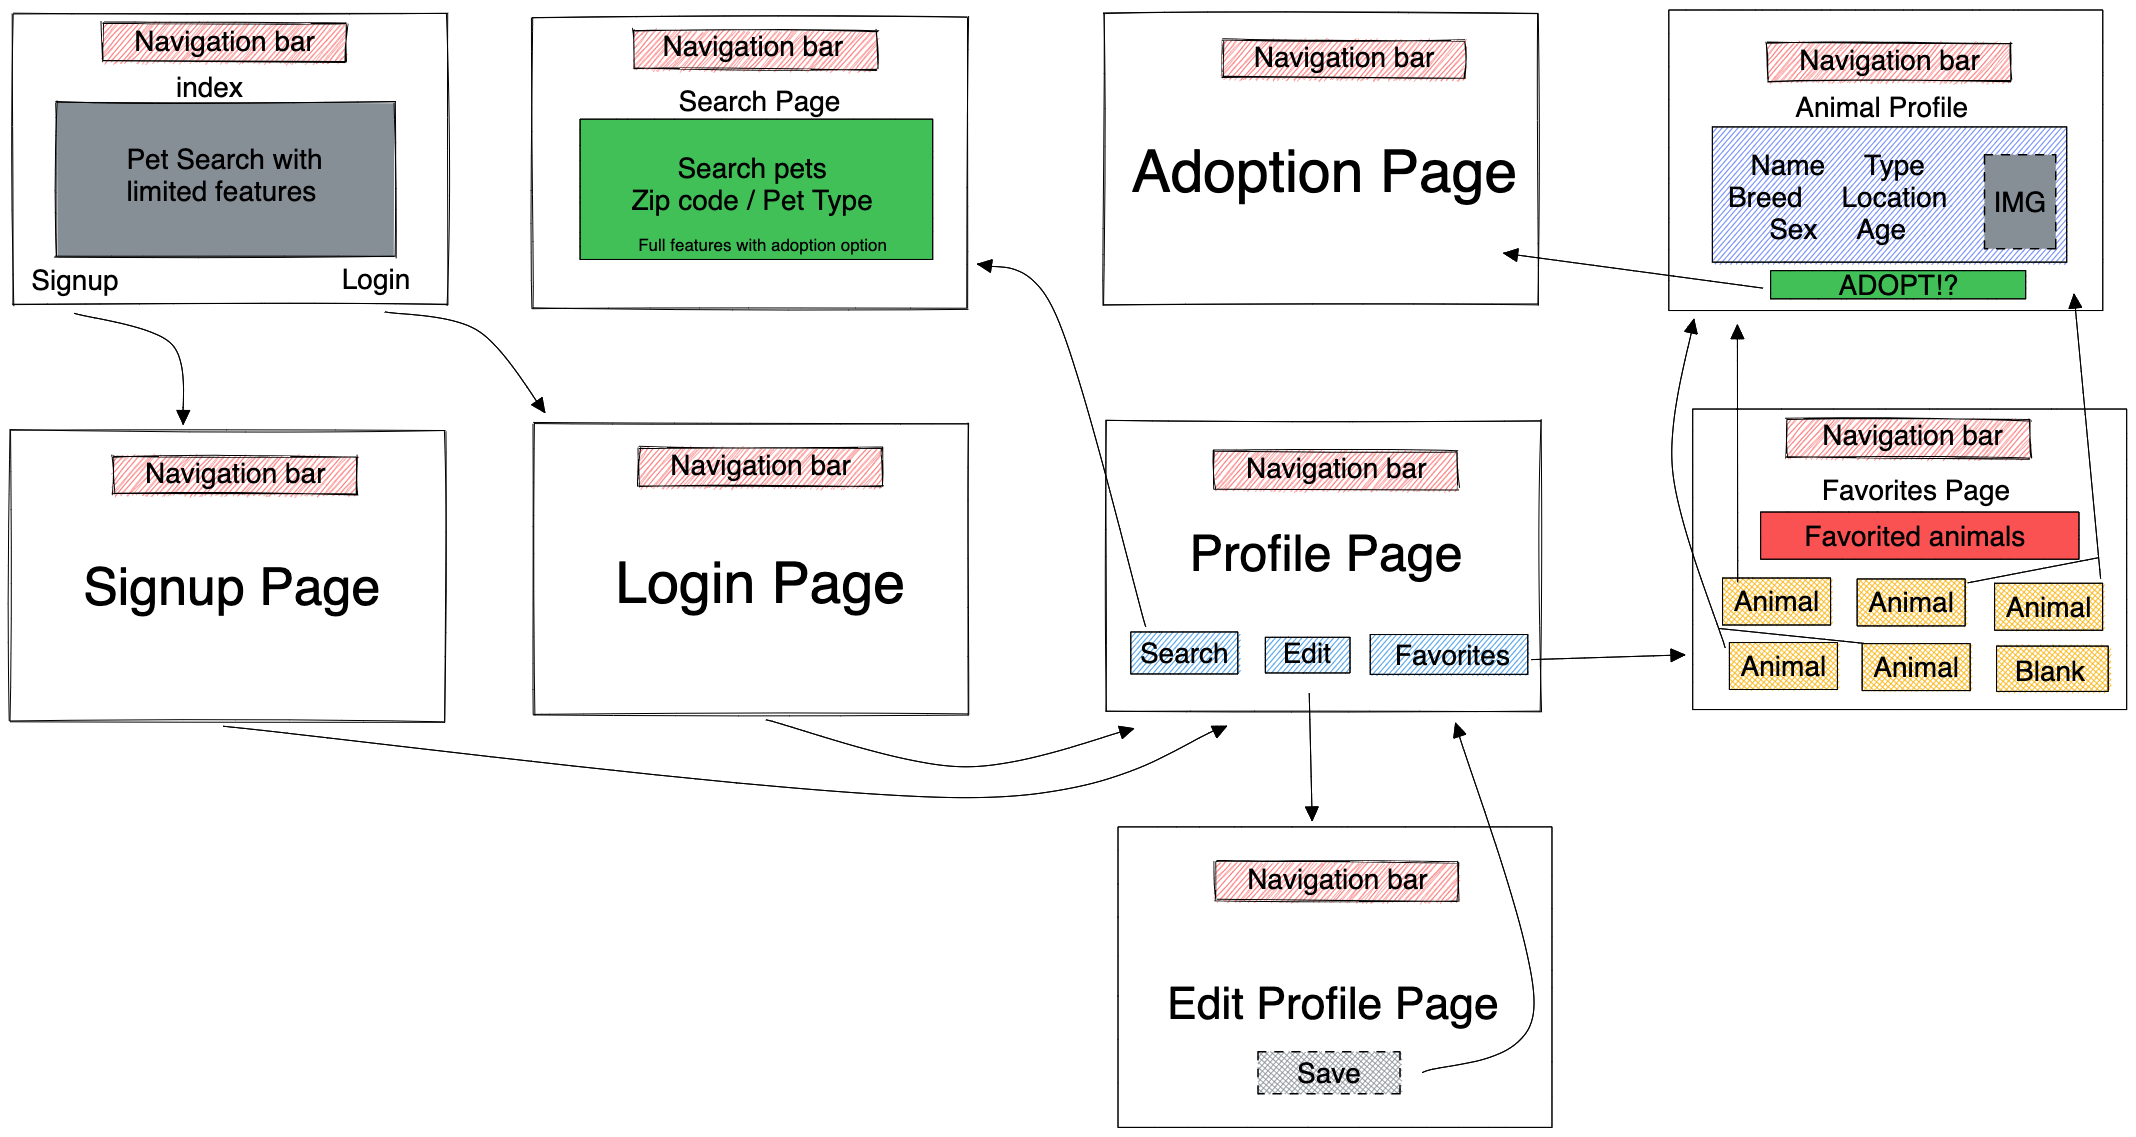 Navigation bar
index
Pet Search with
limited features
Signup
Login
Navigation bar
Search Page
Search pets
Zip code / Pet Type
Full features with adoption option
Navigation bar
Adoption Page
Navigation bar
Animal Profile
Name Type
Breed Location
Sex Age
IMG
ADOPT!?
Navigation bar
Signup Page
Navigation bar
Login Page
Navigation bar
Profile Page
Search
Edit
Favorites
Navigation bar
Favorites Page
Favorited animals
Animal
Animal
Animal
Animal
Animal
Blank
Navigation bar
Edit Profile Page
Save